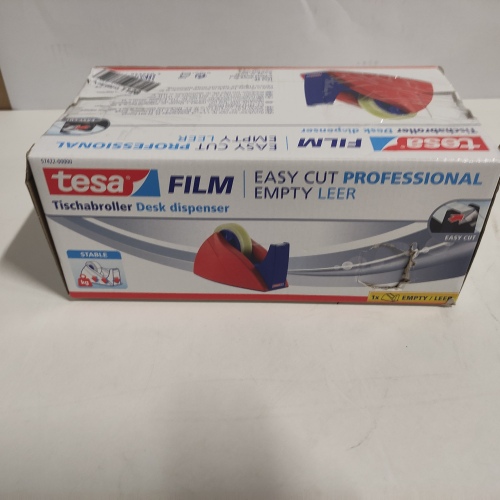 EASY CUT PROFESSIONAL
EMPTY LEER
tesa FILM
Tischabroller Desk dispenser
57422-00000
tesa FILM
EASY CUT PROFESSIONAL
EMPTY LEER
Tischabroller Desk dispenser
STABLE
kg
EASY CUT
1x EMPTY / LEER